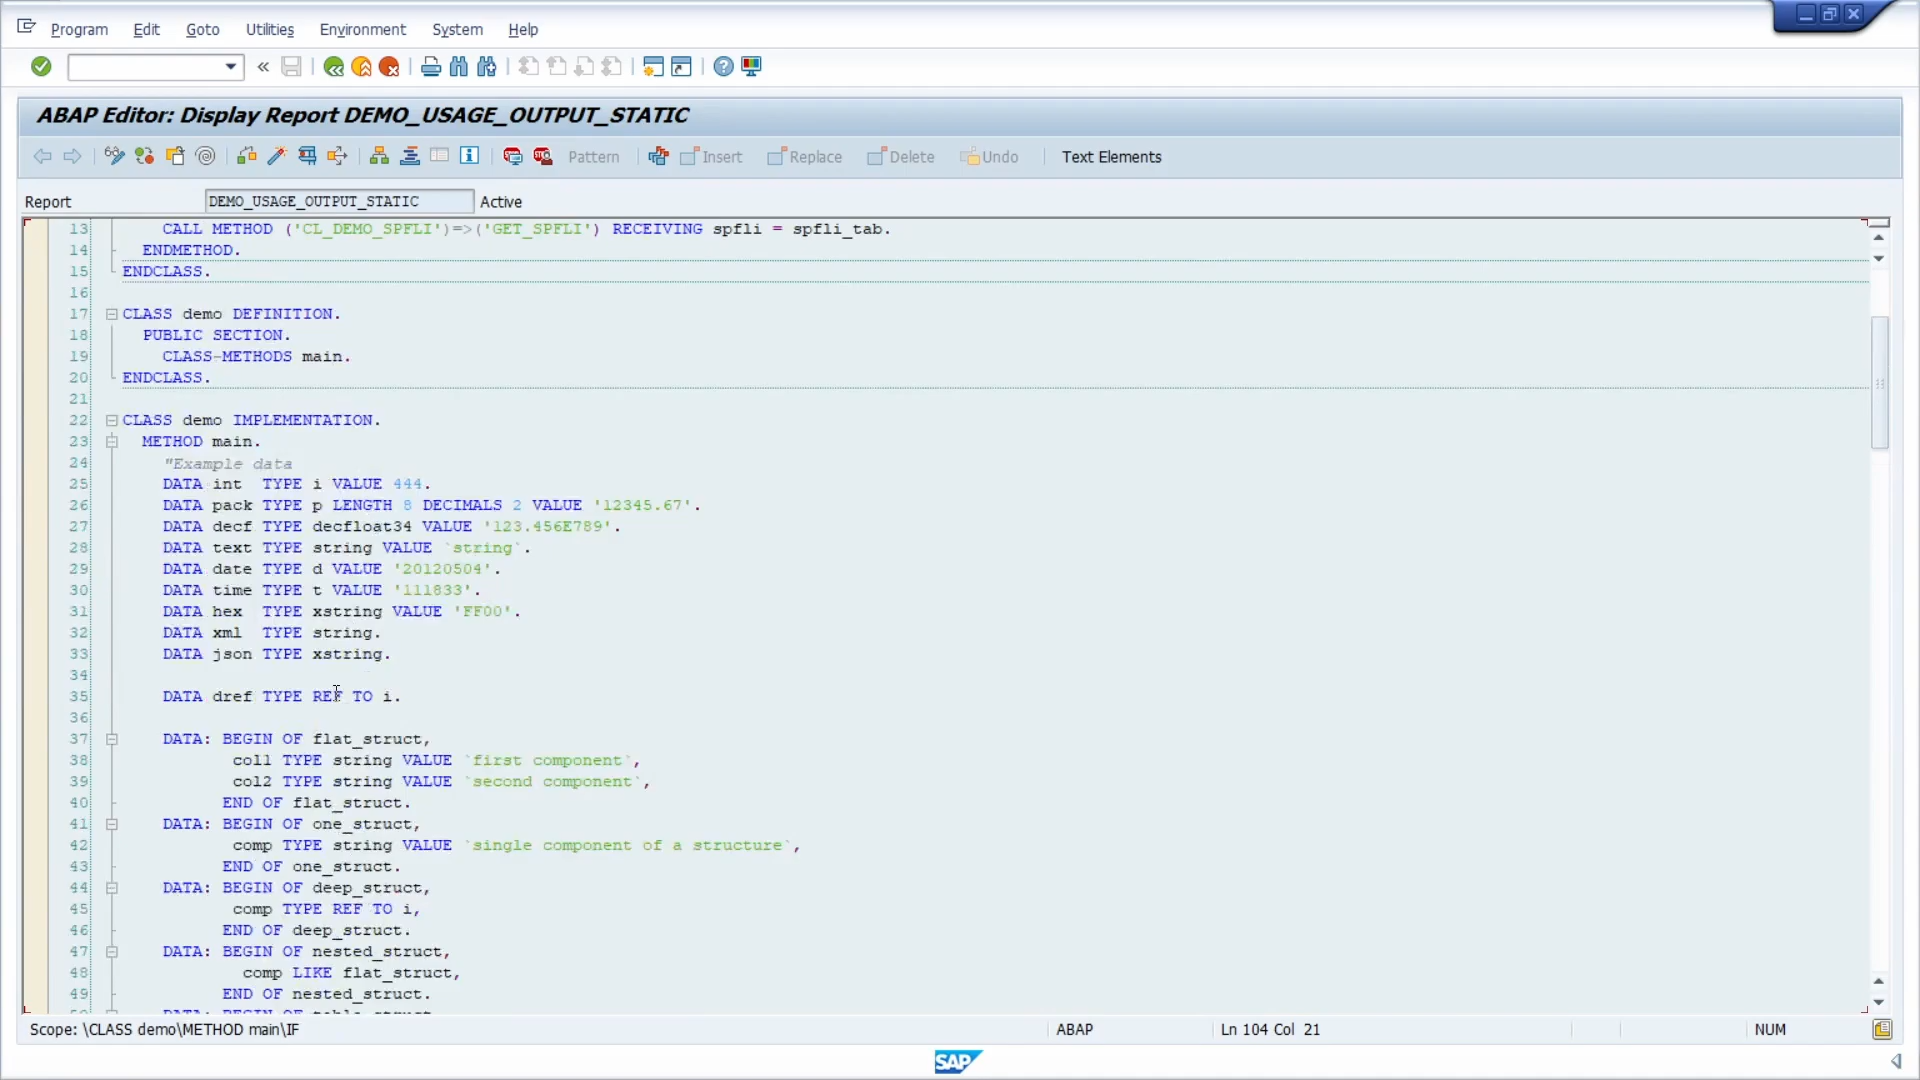 Program Edit Goto Utilities Environment System Help
ABAP Editor: Display Report DEMO_USAGE_OUTPUT_STATIC
Pattern Insert Replace Delete Undo Text Elements
Report DEMO_USAGE_OUTPUT_STATIC Active
13 CALL METHOD ('CL_DEMO_SPFLI')=>('GET_SPFLI') RECEIVING spfli = spfli_tab.
14 ENDMETHOD.
15 ENDCLASS.
16
17 CLASS demo DEFINITION.
18 PUBLIC SECTION.
19 CLASS-METHODS main.
20 ENDCLASS.
21
22 CLASS demo IMPLEMENTATION.
23 METHOD main.
24 "Example data
25 DATA int TYPE i VALUE 444.
26 DATA pack TYPE p LENGTH 8 DECIMALS 2 VALUE '12345.67'.
27 DATA decf TYPE decfloat34 VALUE '123.456E789'.
28 DATA text TYPE string VALUE `string`.
29 DATA date TYPE d VALUE '20120504'.
30 DATA time TYPE t VALUE '111833'.
31 DATA hex TYPE xstring VALUE 'FF00'.
32 DATA xml TYPE string.
33 DATA json TYPE xstring.
34
35 DATA dref TYPE REF TO i.
36
37 DATA: BEGIN OF flat_struct,
38 col1 TYPE string VALUE `first component`,
39 col2 TYPE string VALUE `second component`,
40 END OF flat_struct.
41 DATA: BEGIN OF one_struct,
42 comp TYPE string VALUE `single component of a structure`,
43 END OF one_struct.
44 DATA: BEGIN OF deep_struct,
45 comp TYPE REF TO i,
46 END OF deep_struct.
47 DATA: BEGIN OF nested_struct,
48 comp LIKE flat_struct,
49 END OF nested_struct.
Scope: \CLASS demo\METHOD main\IF ABAP Ln 104 Col 21 NUM
SAP